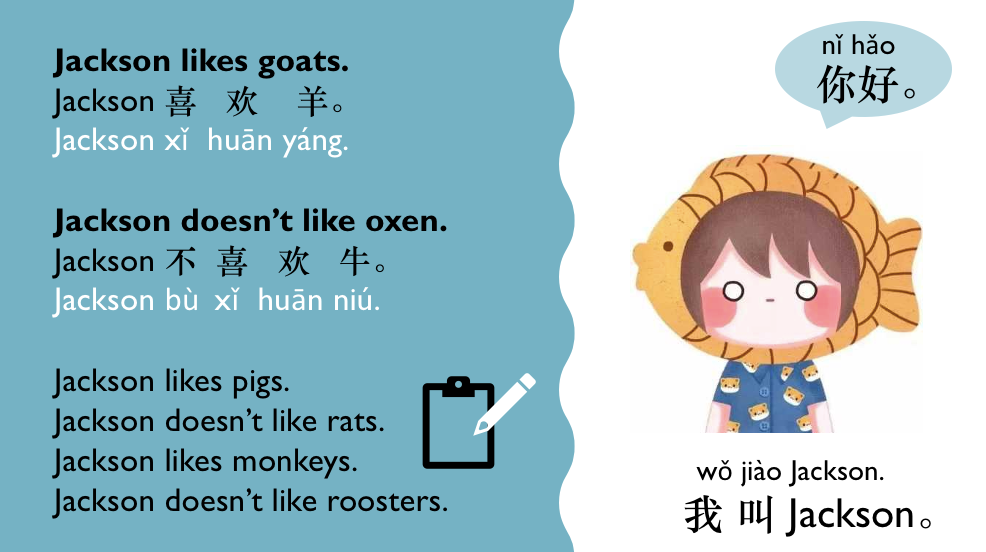 Jackson likes goats.
Jackson 喜 欢 羊。
Jackson xǐ huān yáng.
Jackson doesn’t like oxen.
Jackson 不 喜 欢 牛。
Jackson bù xǐ huān niú.
Jackson likes pigs.
Jackson doesn’t like rats.
Jackson likes monkeys.
Jackson doesn’t like roosters.
nǐ hǎo
你好。
wǒ jiào Jackson.
我 叫 Jackson。